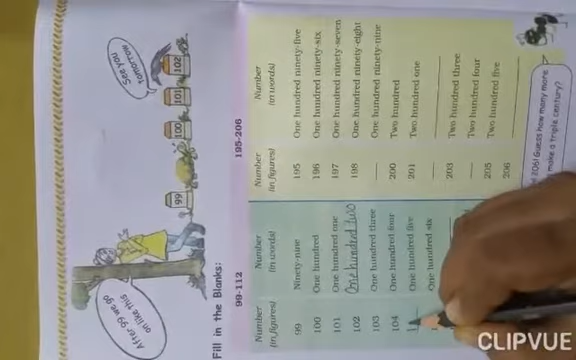 After 99 we go
on like this
99
100
101
102
See you
tomorrow
Fill in the Blanks:
99-112
Number
(in figures)
Number
(in words)
99 Ninety-nine
100 One hundred
101 One hundred one
102 One hundred two
103 One hundred three
104 One hundred four
One hundred five
One hundred six
195-206
Number
(in figures)
Number
(in words)
195 One hundred ninety-five
196 One hundred ninety-six
197 One hundred ninety-seven
198 One hundred ninety-eight
One hundred ninety-nine
200 Two hundred
201 Two hundred one
203 Two hundred three
Two hundred four
205 Two hundred five
206
206! Guess how many more
make a triple century?
CLIPVUE